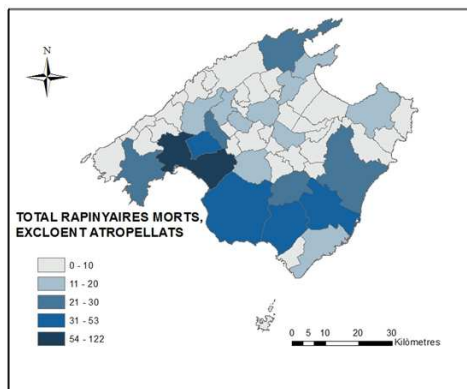 N
TOTAL RAPINYAIRES MORTS,
EXCLOENT ATROPELLATS
0 - 10
11 - 20
21 - 30
31 - 53
54 - 122
0 5 10 20 30
Kilòmetres